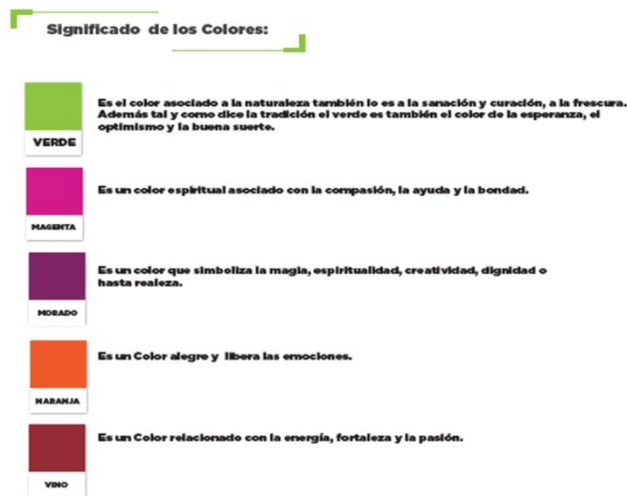 Significado de los Colores:
Es el color asociado a la naturaleza también lo es a la sanación y curación, a la frescura.
Además tal y como dice la tradición el verde es también el color de la esperanza, el
optimismo y la buena suerte.
VERDE
Es un color espiritual asociado con la compasión, la ayuda y la bondad.
MAGENTA
Es un color que simboliza la magia, espiritualidad, creatividad, dignidad o
hasta realeza.
MORADO
Es un Color alegre y libera las emociones.
NARANJA
Es un Color relacionado con la energía, fortaleza y la pasión.
VINO